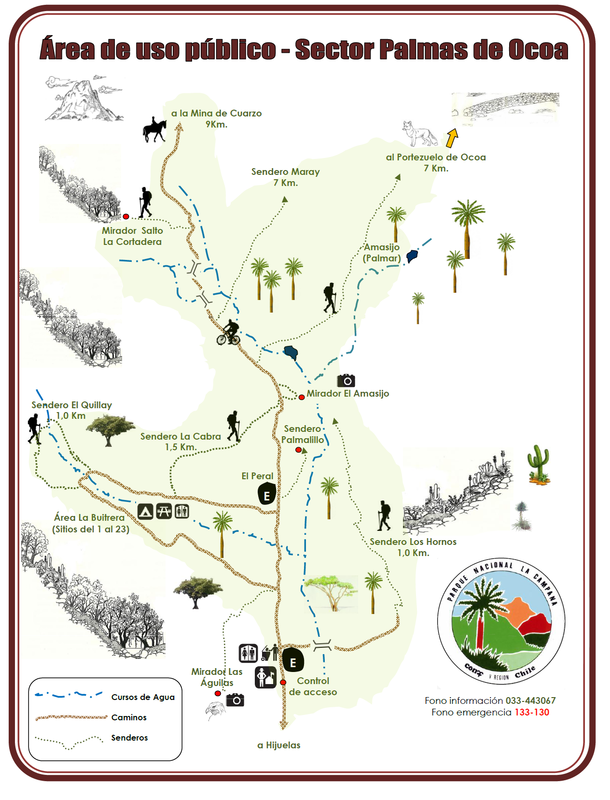 Área de uso público - Sector Palmas de Ocoa
a la Mina de Cuarzo
9Km.
al Portezuelo de Ocoa
7 Km.
Sendero Maray
7 Km.
Mirador Salto
La Cortadera
Amasijo
(Palmar)
Mirador El Amasijo
Sendero El Quillay
1,0 Km
Sendero La Cabra
1,5 Km.
Sendero
Palmalillo
El Peral
E
Área La Buitrera
(Sitios del 1 al 23)
Sendero Los Hornos
1,0 Km.
PARQUE NACIONAL LA CAMPANA
conaf V REGION Chile
E
Mirador Las
Águilas
Control
de acceso
Cursos de Agua
Caminos
Senderos
Fono información 033-443067
Fono emergencia 133-130
a Hijuelas